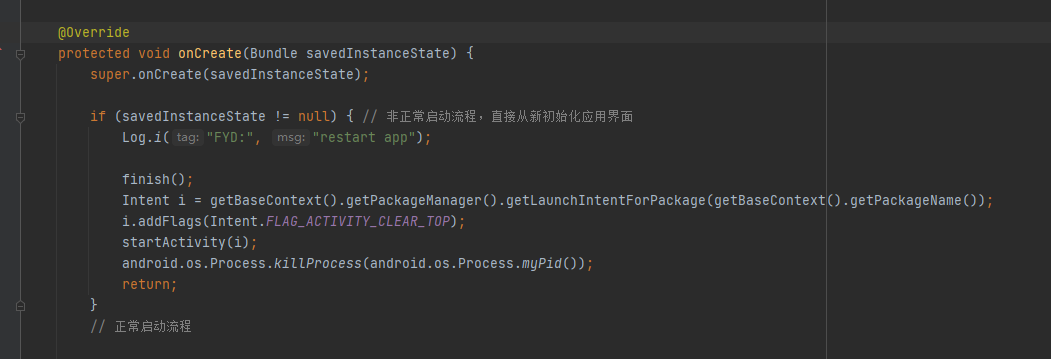 @Override
protected void onCreate(Bundle savedInstanceState) {
super.onCreate(savedInstanceState);
if (savedInstanceState != null) { // 非正常启动流程，直接从新初始化应用界面
Log.i( tag: "FYD:", msg: "restart app");
finish();
Intent i = getBaseContext().getPackageManager().getLaunchIntentForPackage(getBaseContext().getPackageName());
i.addFlags(Intent.FLAG_ACTIVITY_CLEAR_TOP);
startActivity(i);
android.os.Process.killProcess(android.os.Process.myPid());
return;
}
// 正常启动流程